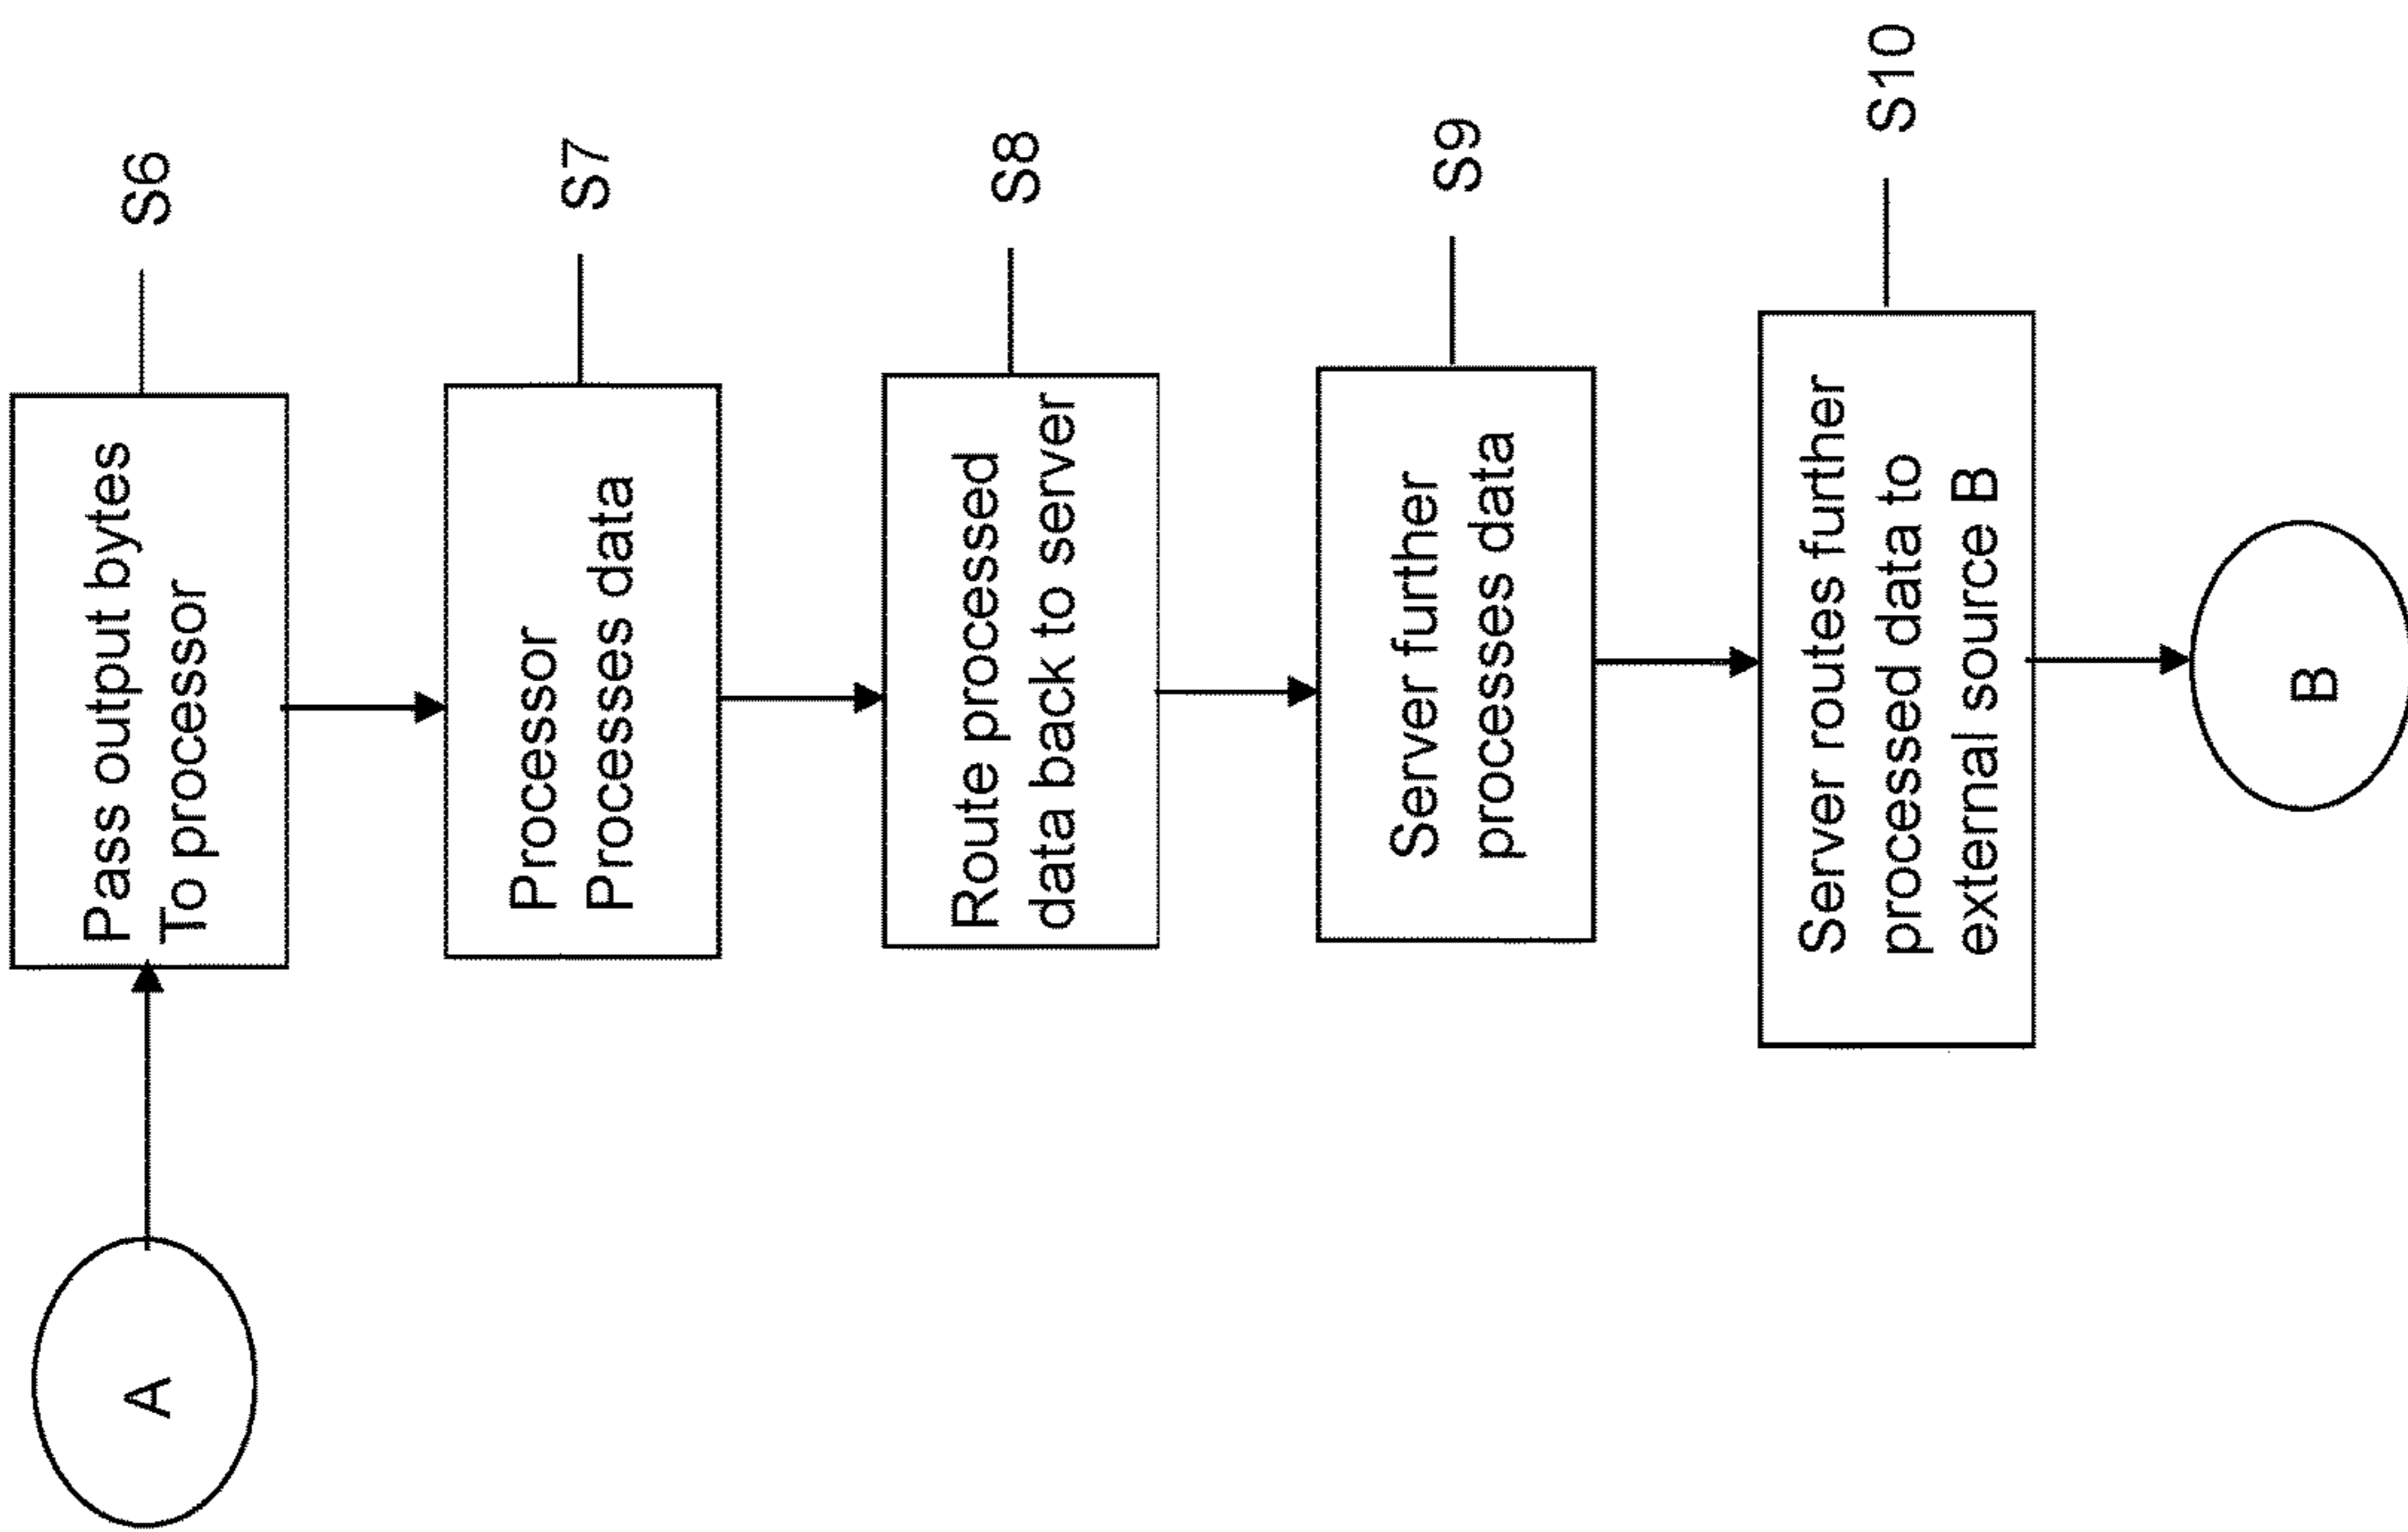 A
Pass output bytes
To processor
S6
Processor
Processes data
S7
Route processed
data back to server
S8
Server further
processes data
S9
Server routes further
processed data to
external source B
S10
B